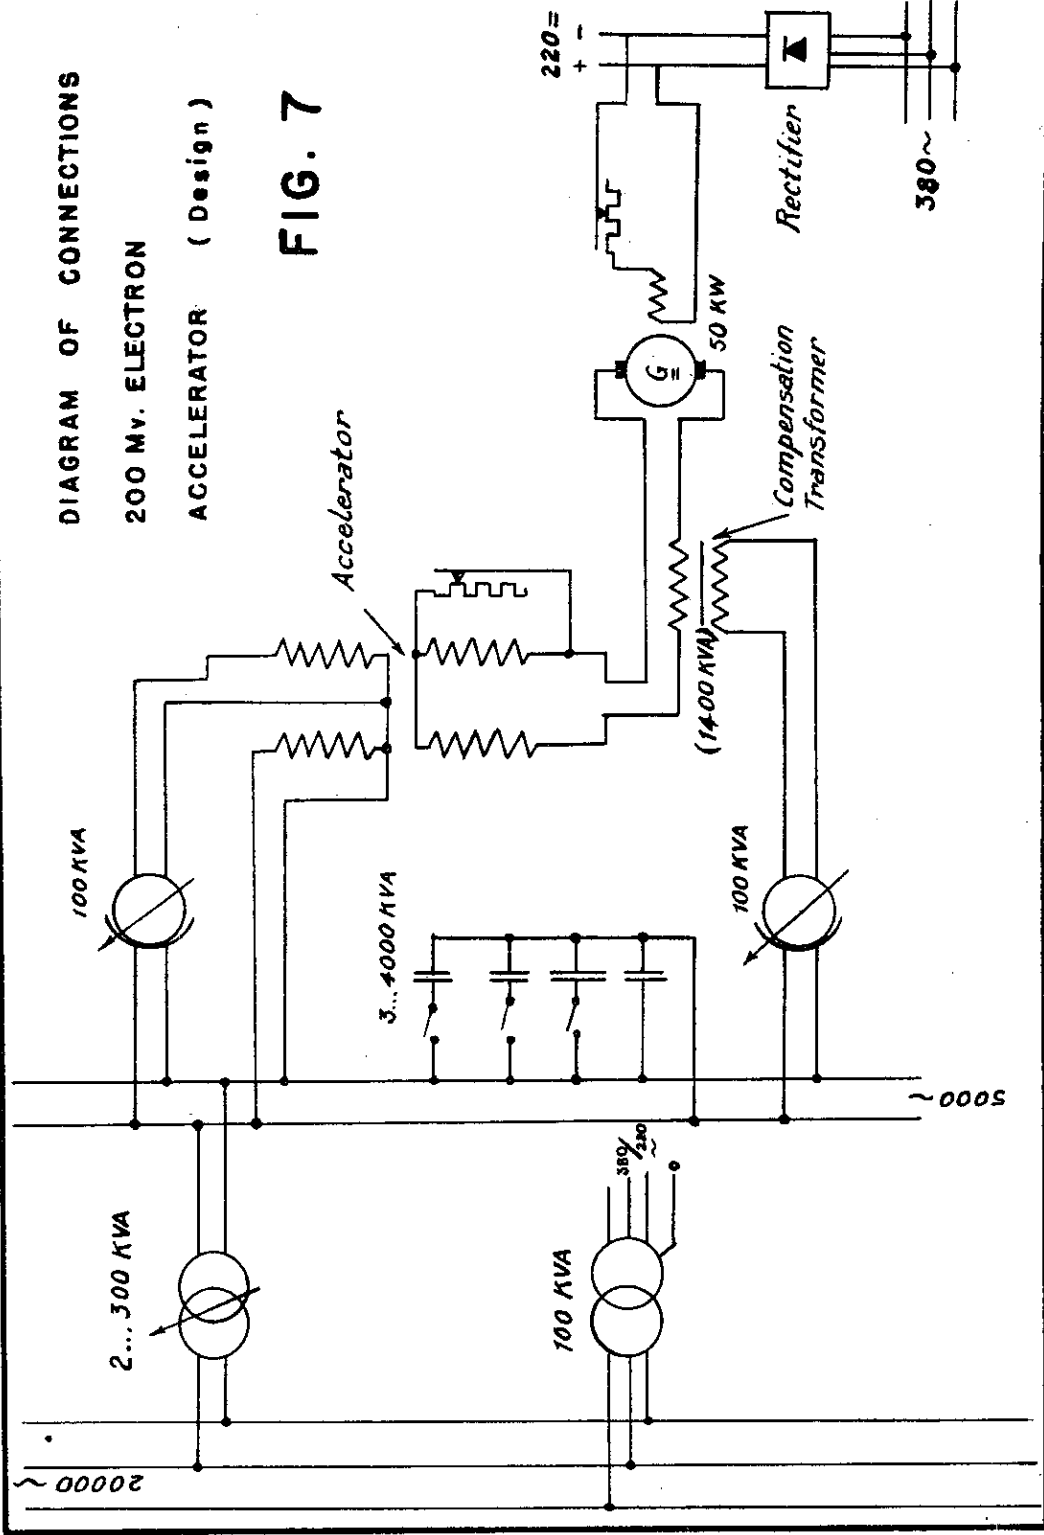 DIAGRAM OF CONNECTIONS
200 Mv. ELECTRON
ACCELERATOR (Design)
FIG. 7
20000 ~
2... 300 KVA
100 KVA
380/220
~
5000 ~
100 KVA
3... 4000 KVA
100 KVA
Accelerator
(1400 KVA)
Compensation
Transformer
G
=
50 KW
220=
+ -
Rectifier
380~